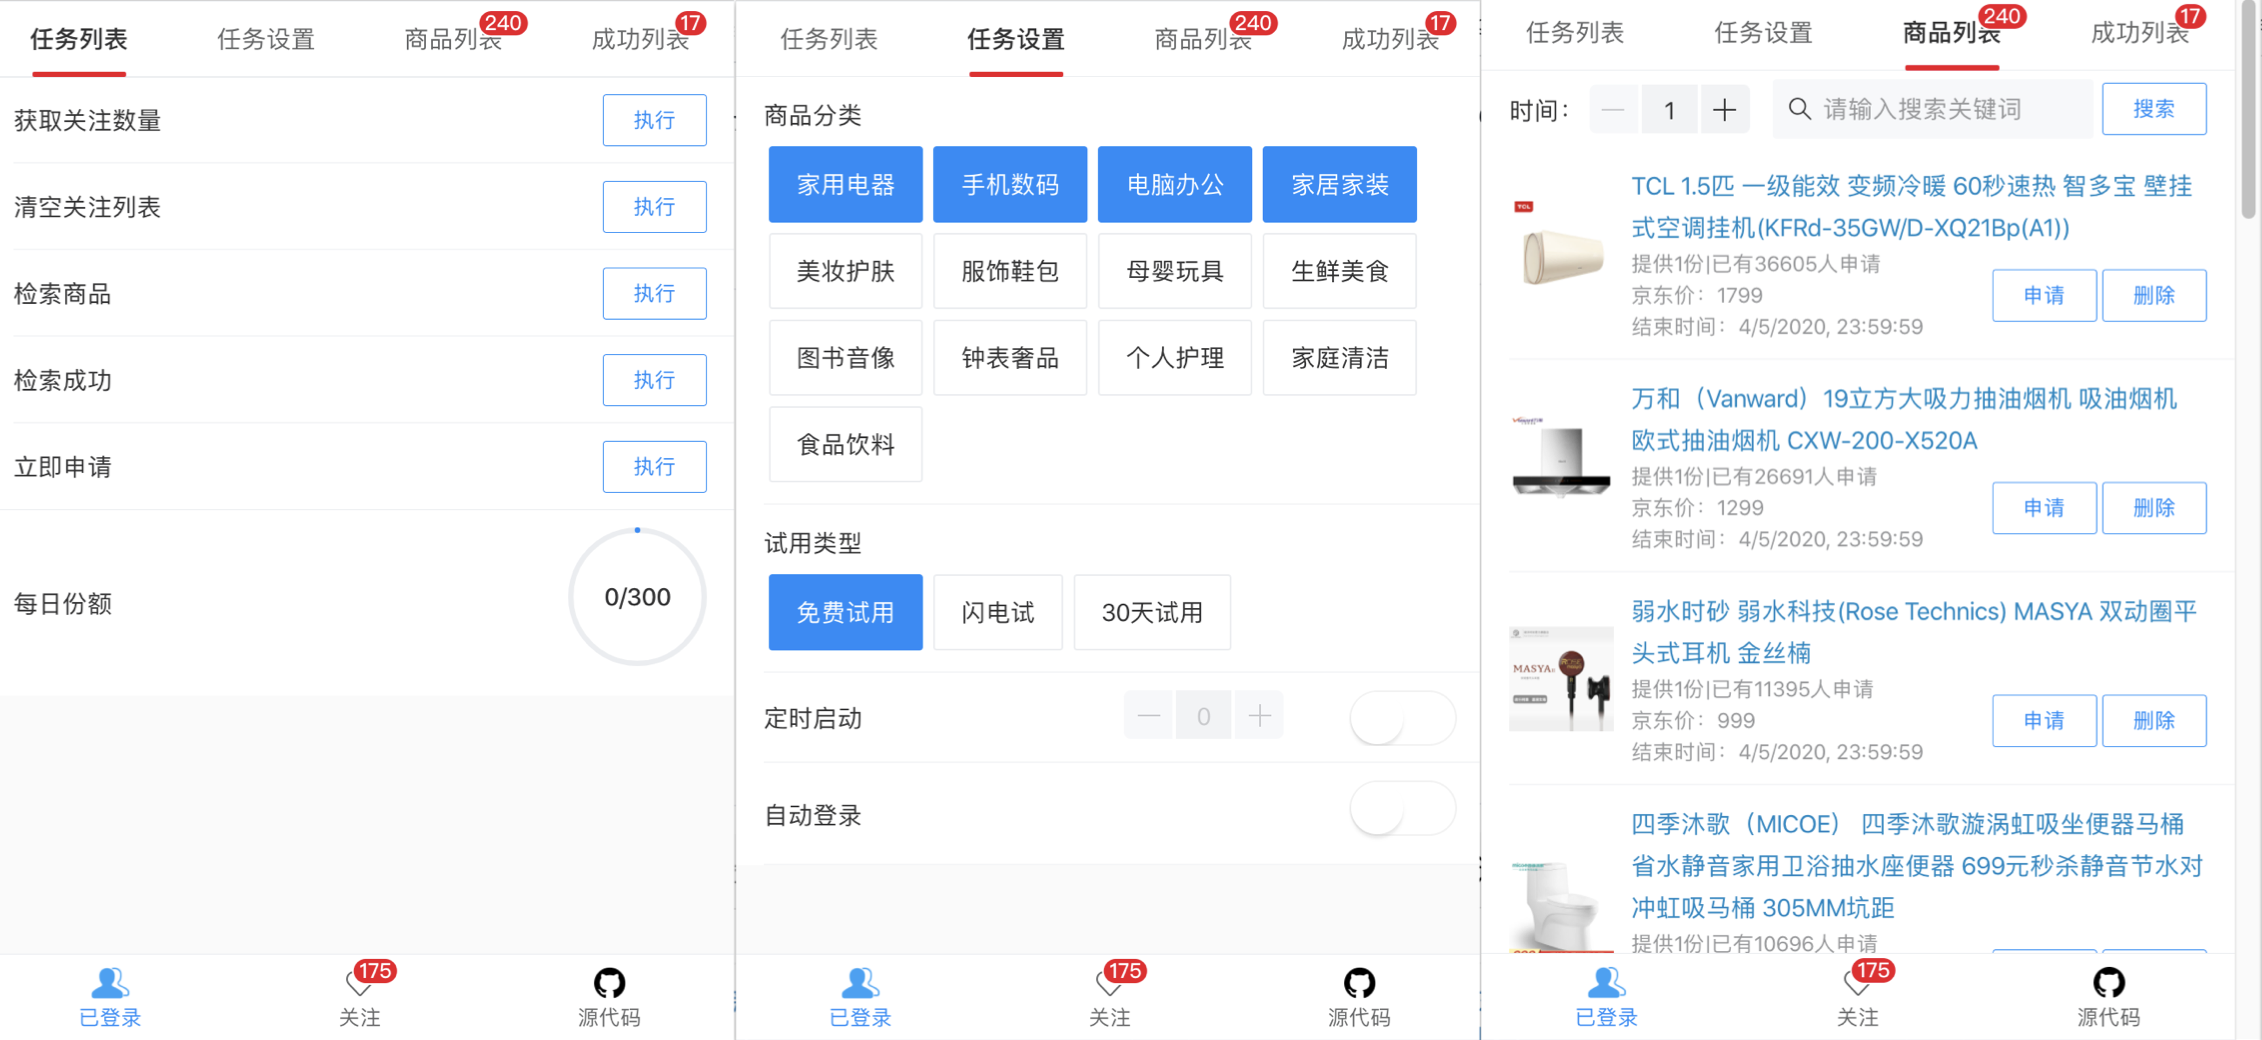 任务列表 任务设置 商品列表 240 成功列表 17
获取关注数量 执行
清空关注列表 执行
检索商品 执行
检索成功 执行
立即申请 执行
每日份额 0/300
已登录 关注 175 源代码
任务列表 任务设置 商品列表 240 成功列表 17
商品分类
家用电器 手机数码 电脑办公 家居家装
美妆护肤 服饰鞋包 母婴玩具 生鲜美食
图书音像 钟表奢品 个人护理 家庭清洁
食品饮料
试用类型
免费试用 闪电试 30天试用
定时启动 0
自动登录
已登录 关注 175 源代码
任务列表 任务设置 商品列表 240 成功列表 17
时间： 1 请输入搜索关键词 搜索
TCL
TCL 1.5匹 一级能效 变频冷暖 60秒速热 智多宝 壁挂
式空调挂机(KFRd-35GW/D-XQ21Bp(A1))
提供1份|已有36605人申请
京东价：1799
结束时间：4/5/2020, 23:59:59
申请 删除
万和（Vanward）19立方大吸力抽油烟机 吸油烟机
欧式抽油烟机 CXW-200-X520A
提供1份|已有26691人申请
京东价：1299
结束时间：4/5/2020, 23:59:59
申请 删除
MASYA
弱水时砂 弱水科技(Rose Technics) MASYA 双动圈平
头式耳机 金丝楠
提供1份|已有11395人申请
京东价：999
结束时间：4/5/2020, 23:59:59
申请 删除
四季沐歌（MICOE） 四季沐歌漩涡虹吸坐便器马桶
省水静音家用卫浴抽水座便器 699元秒杀静音节水对
冲虹吸马桶 305MM坑距
提供1份|已有10696人申请
已登录 关注 175 源代码